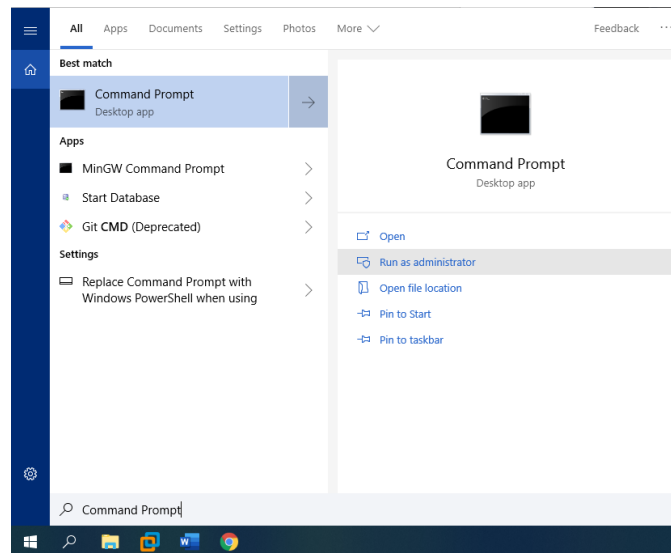 All Apps Documents Settings Photos More Feedback ...
Best match
Command Prompt
Desktop app
Apps
MinGW Command Prompt
Start Database
Git CMD (Deprecated)
Settings
Replace Command Prompt with
Windows PowerShell when using
Command Prompt
Desktop app
Open
Run as administrator
Open file location
Pin to Start
Pin to taskbar
Command Prompt